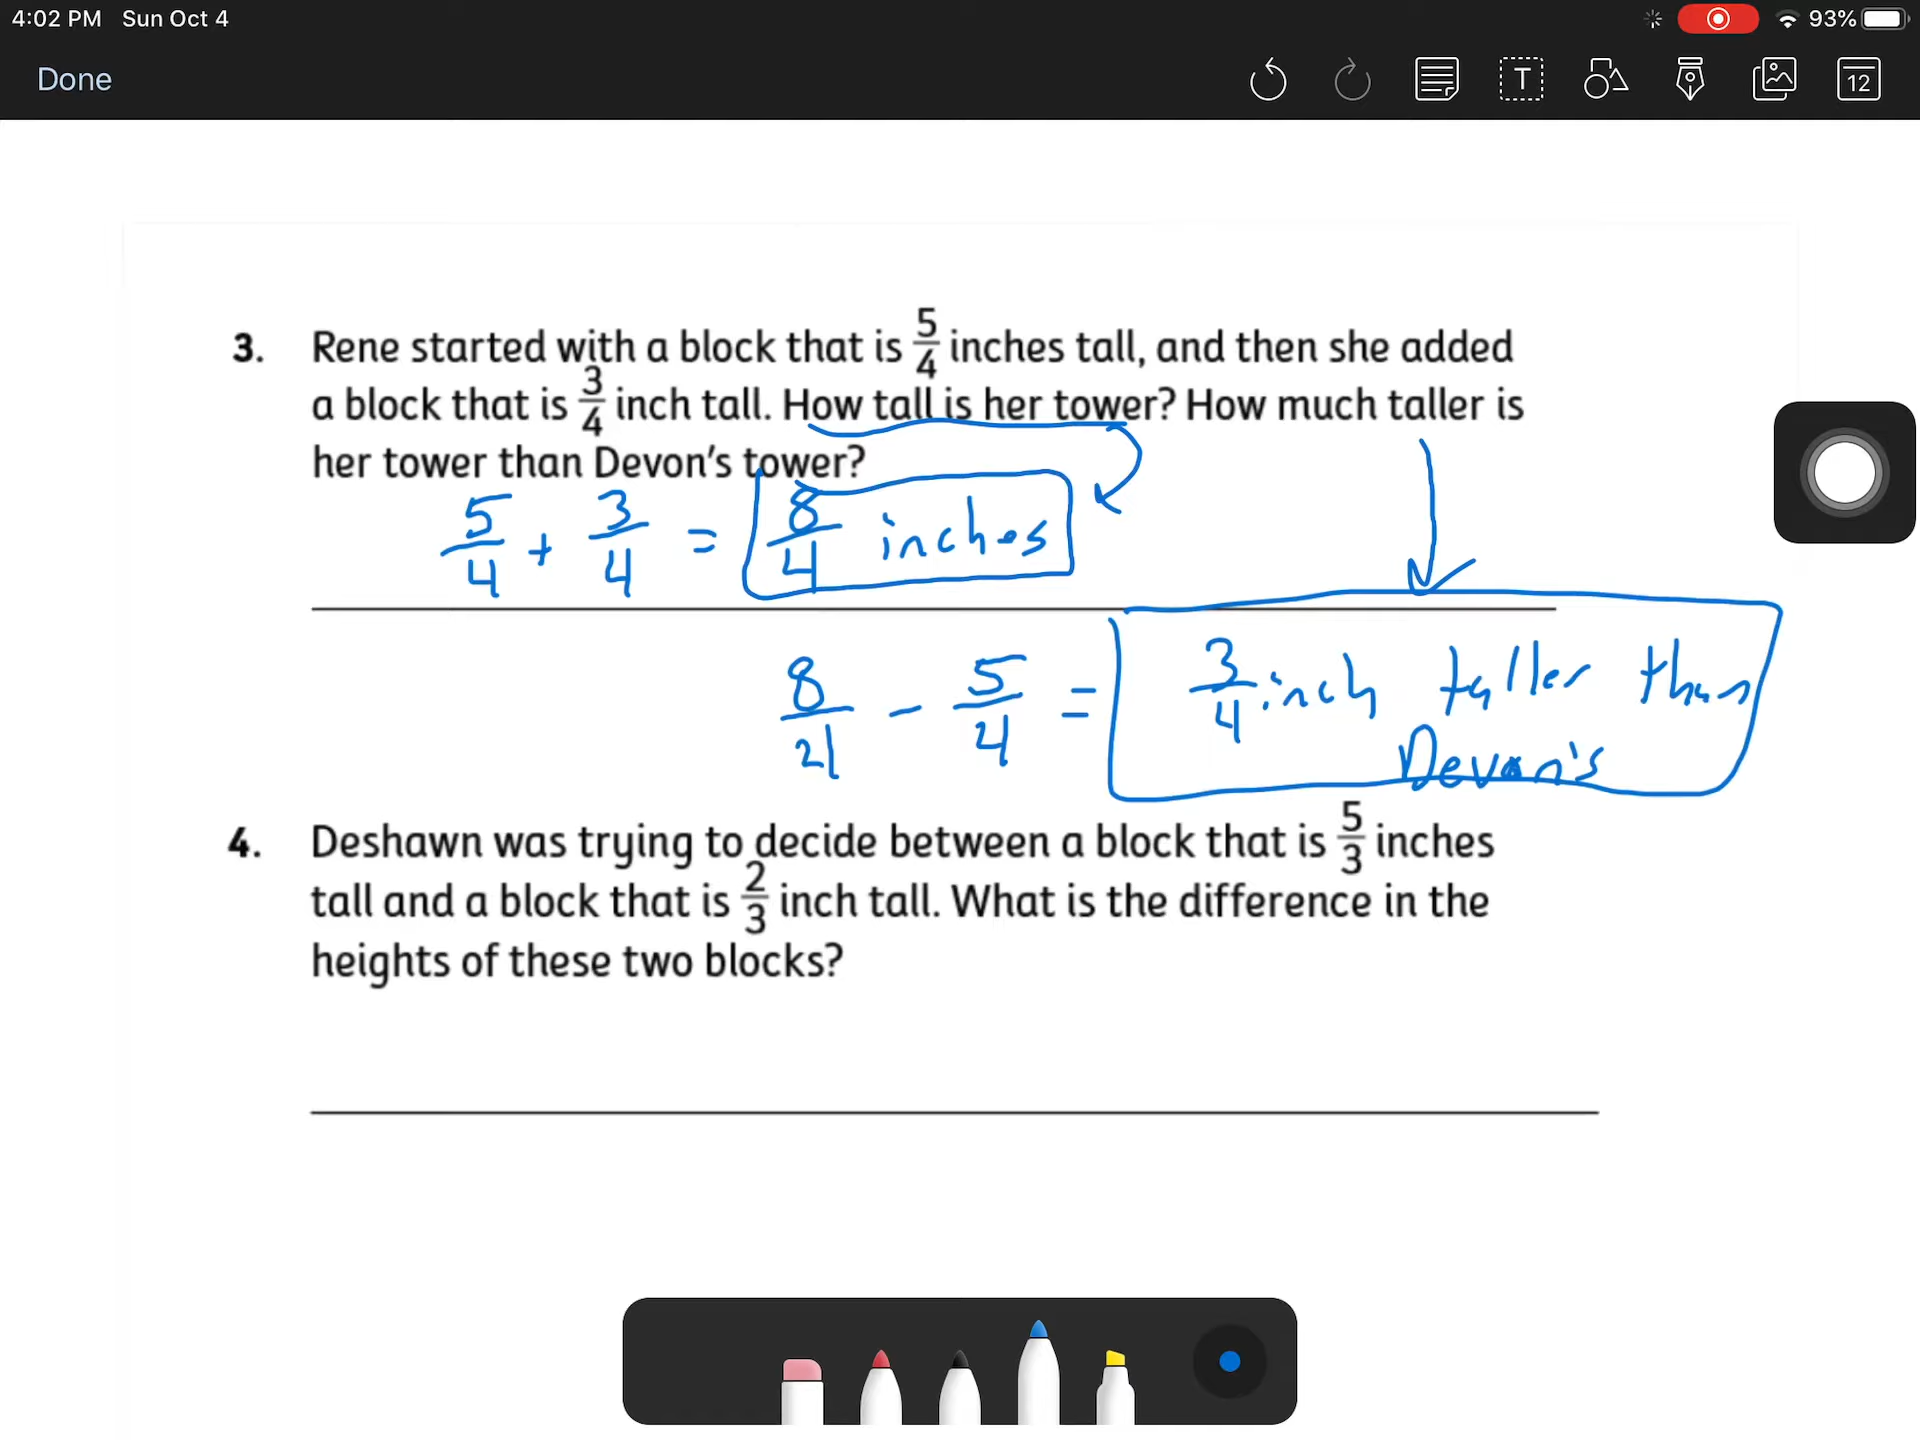 4:02 PM Sun Oct 4
93%
Done
T
12
3. Rene started with a block that is 5/4 inches tall, and then she added
a block that is 3/4 inch tall. How tall is her tower? How much taller is
her tower than Devon's tower?
5/4 + 3/4 = 8/4 inches
8/4 - 5/4 = 3/4 inch taller than
Devon's
4. Deshawn was trying to decide between a block that is 5/3 inches
tall and a block that is 2/3 inch tall. What is the difference in the
heights of these two blocks?